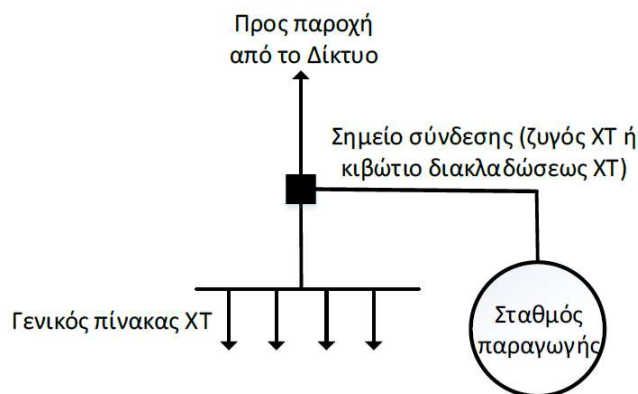 Προς παροχή
από το Δίκτυο
Σημείο σύνδεσης (ζυγός ΧΤ ή
κιβώτιο διακλαδώσεως ΧΤ)
Γενικός πίνακας ΧΤ
Σταθμός
παραγωγής